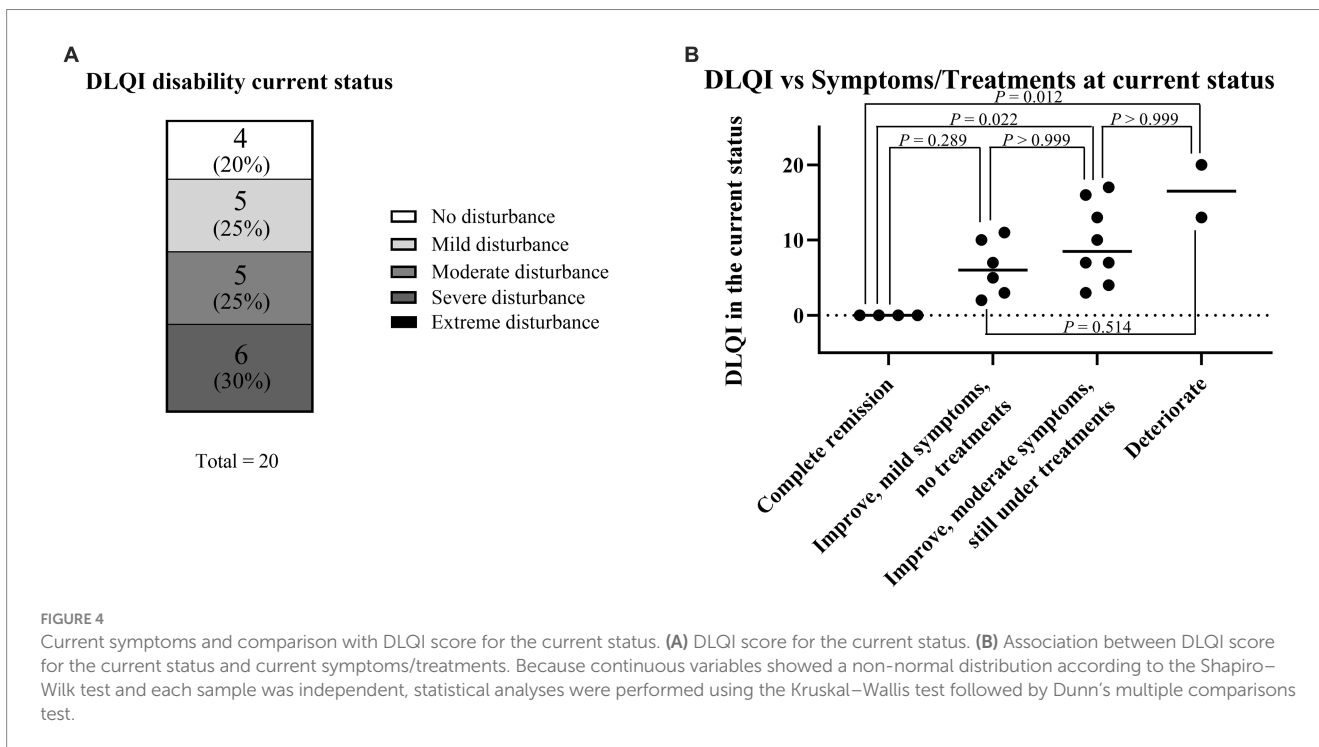 A
DLQI disability current status
4
(20%)
5
(25%)
5
(25%)
6
(30%)
Total = 20
No disturbance
Mild disturbance
Moderate disturbance
Severe disturbance
Extreme disturbance
B
DLQI vs Symptoms/Treatments at current status
P = 0.012
P = 0.022
P > 0.999
P = 0.289
P > 0.999
DLQI in the current status
20
10
0
P = 0.514
Complete remission
Improve, mild symptoms,
no treatments
Improve, moderate symptoms,
still under treatments
Deteriorate
FIGURE 4
Current symptoms and comparison with DLQI score for the current status. (A) DLQI score for the current status. (B) Association between DLQI score
for the current status and current symptoms/treatments. Because continuous variables showed a non-normal distribution according to the Shapiro–
Wilk test and each sample was independent, statistical analyses were performed using the Kruskal–Wallis test followed by Dunn's multiple comparisons
test.